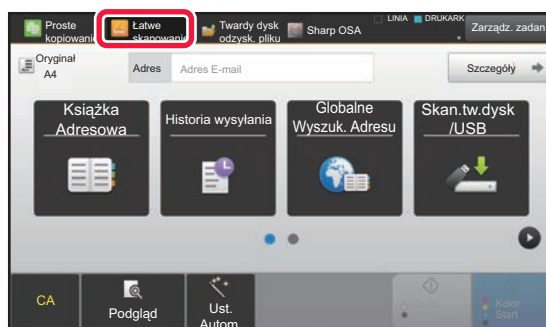 Proste
kopiowanie
Łatwe
skanowanie
Twardy dysk
odzysk. pliku
Sharp OSA
LINIA
DRUKARK
Zarządz. zadan
Oryginał
A4
Adres
Adres E-mail
Szczegóły
Książka
Adresowa
Historia wysyłania
Globalne
Wyszuk. Adresu
Skan.tw.dysk
/USB
CA
Podgląd
Ust.
Autom.
Kolor
Start